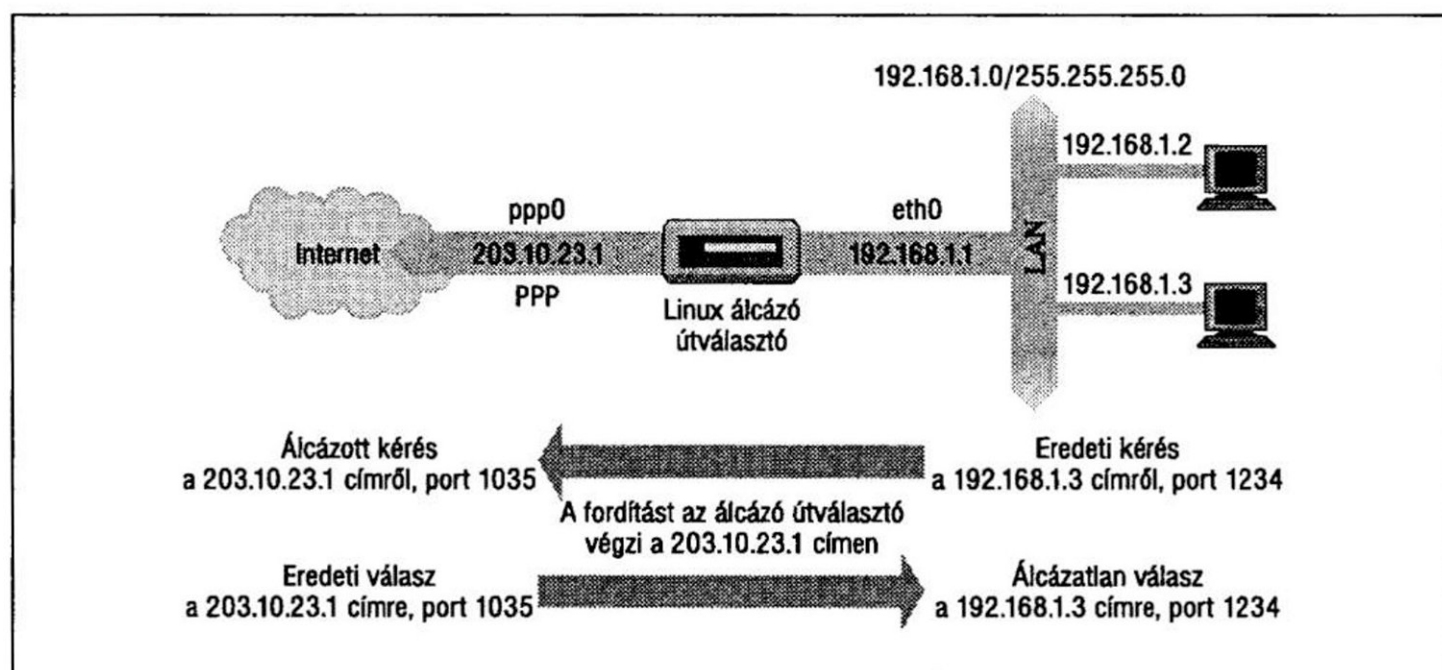 192.168.1.0/255.255.255.0
192.168.1.2
ppp0
eth0
Internet
203.10.23.1
192.168.1.1
LAN
PPP
Linux álcázó
útválasztó
192.168.1.3
Álcázott kérés
a 203.10.23.1 címről, port 1035
Eredeti kérés
a 192.168.1.3 címről, port 1234
A fordítást az álcázó útválasztó
végzi a 203.10.23.1 címen
Eredeti válasz
a 203.10.23.1 címre, port 1035
Álcázatlan válasz
a 192.168.1.3 címre, port 1234